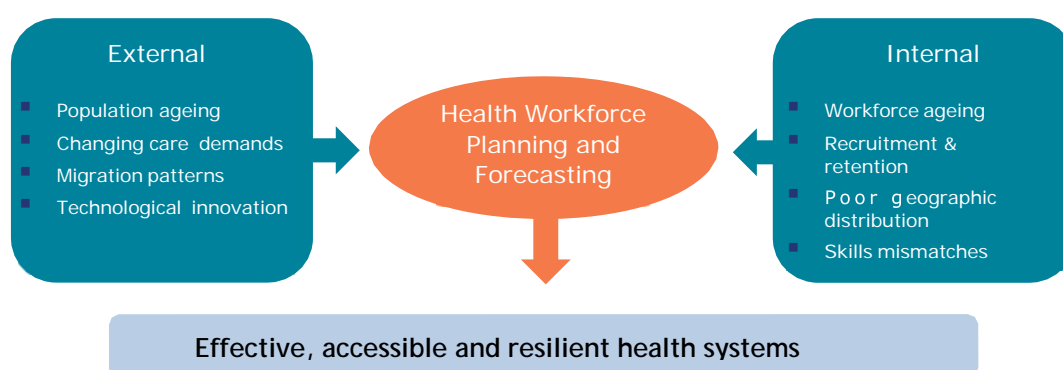 External
Population ageing
Changing care demands
Migration patterns
Technological innovation
Health Workforce
Planning and
Forecasting
Internal
Workforce ageing
Recruitment &
retention
Poor geographic
distribution
Skills mismatches
Effective, accessible and resilient health systems